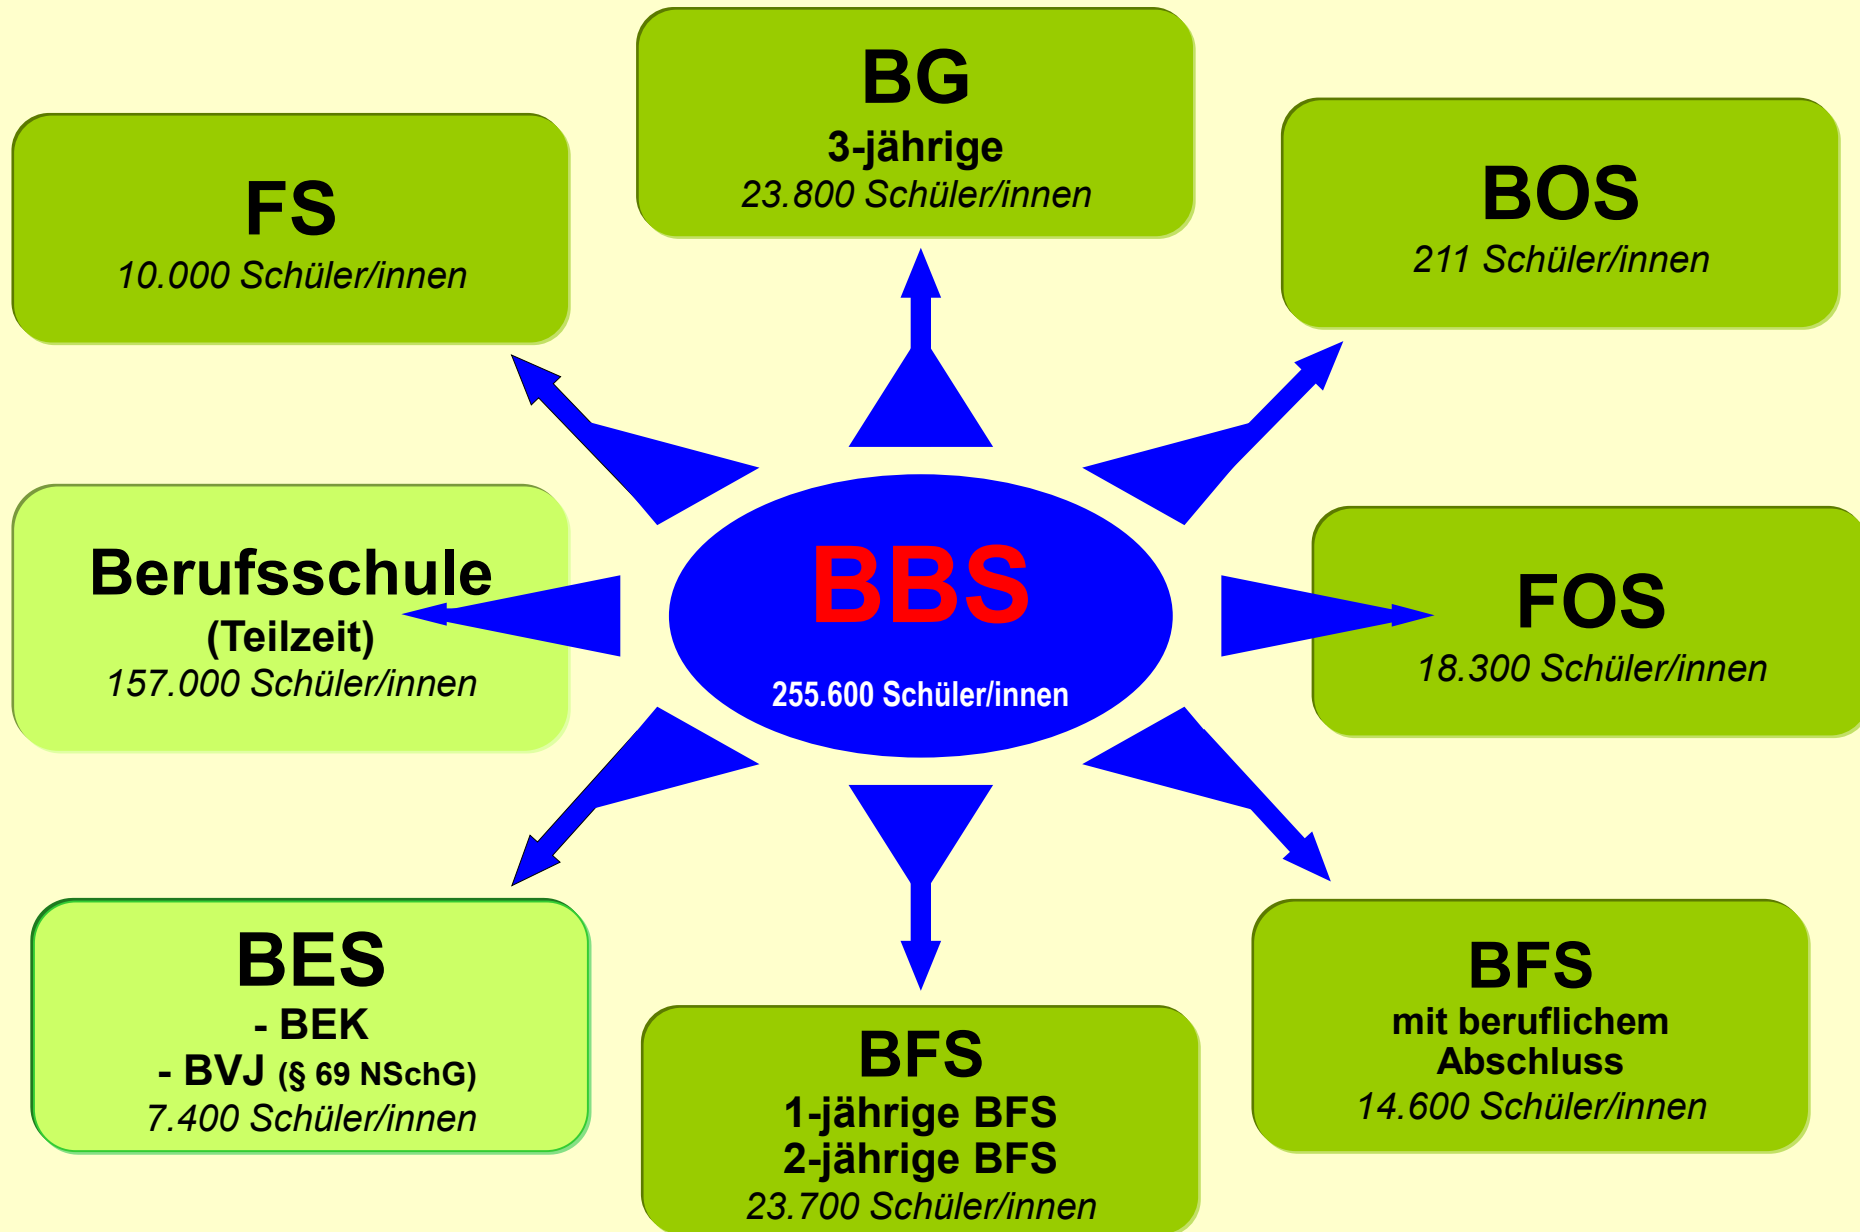 BG
3-jährige
23.800 Schüler/innen
FS
10.000 Schüler/innen
BOS
211 Schüler/innen
Berufsschule
(Teilzeit)
157.000 Schüler/innen
BBS
255.600 Schüler/innen
FOS
18.300 Schüler/innen
BES
- BEK
- BVJ (§ 69 NSchG)
7.400 Schüler/innen
BFS
1-jährige BFS
2-jährige BFS
23.700 Schüler/innen
BFS
mit beruflichem
Abschluss
14.600 Schüler/innen